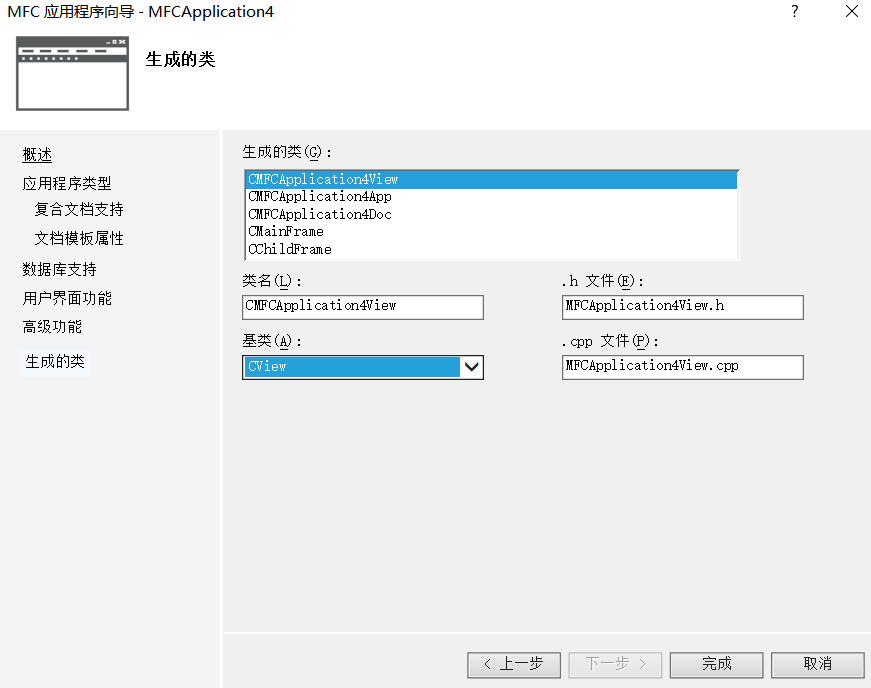 MFC 应用程序向导 - MFCApplication4
?
生成的类
概述
应用程序类型
复合文档支持
文档模板属性
数据库支持
用户界面功能
高级功能
生成的类
生成的类(G)：
CMFCApplication4View
CMFCApplication4App
CMFCApplication4Doc
CMainFrame
CChildFrame
类名(L)：
CMFCApplication4View
.h 文件(E)：
MFCApplication4View.h
基类(A)：
CView
.cpp 文件(P)：
MFCApplication4View.cpp
< 上一步
下一步 >
完成
取消